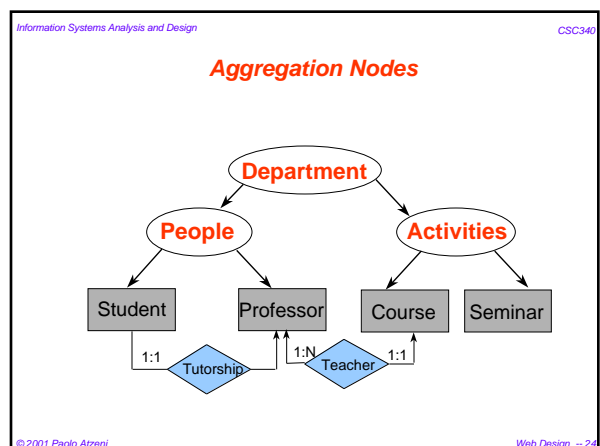 Information Systems Analysis and Design
CSC340
Aggregation Nodes
Department
People
Activities
Student
Professor
Course
Seminar
1:1
Tutorship
1:N
Teacher
1:1
© 2001 Paolo Atzeni
Web Design -- 24